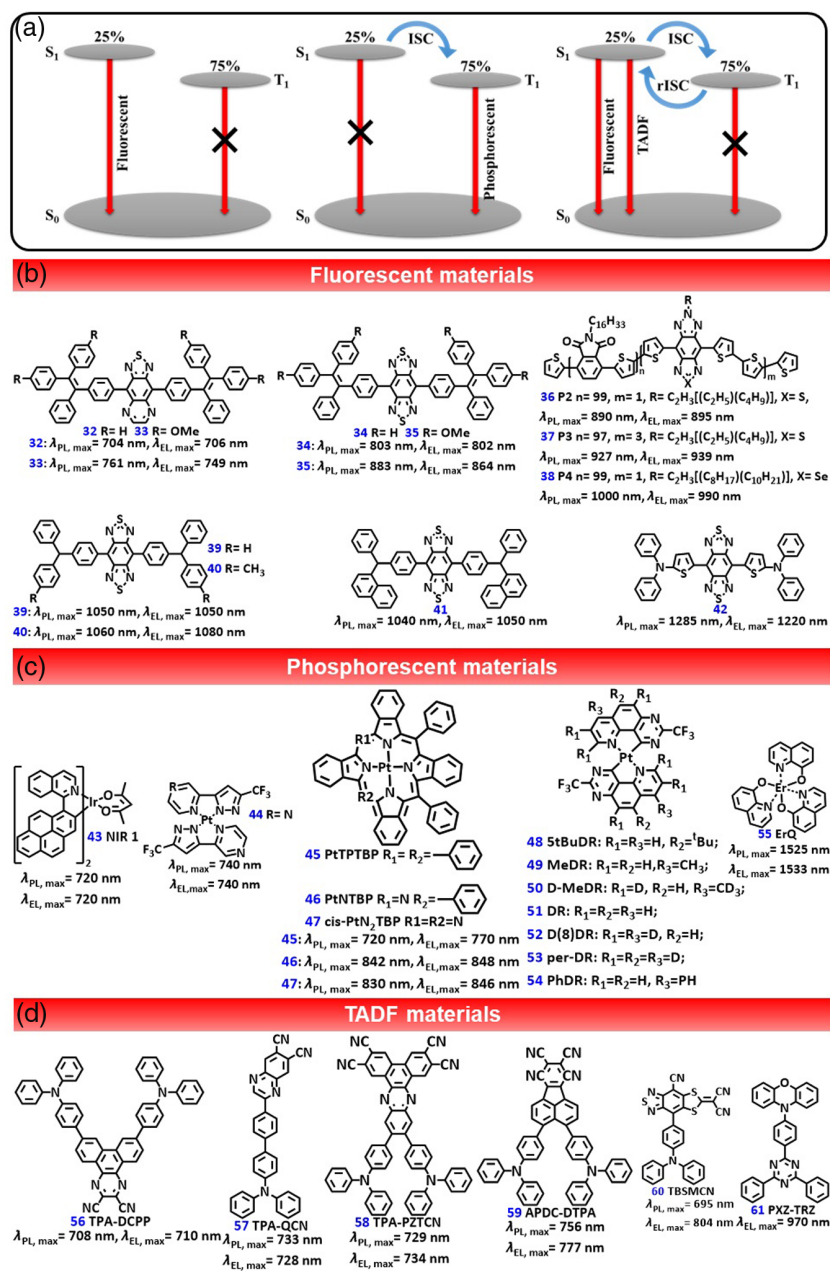 (a)
25%
S1
75%
T1
Fluorescent
S0
25%
ISC
S1
75%
T1
Phosphorescent
S0
25%
ISC
S1
75%
rISC
T1
Fluorescent
TADF
S0
(b)
Fluorescent materials
32 R= H 33 R= OMe
32: λPL, max= 704 nm, λEL, max= 706 nm
33: λPL, max= 761 nm, λEL, max= 749 nm
34 R= H 35 R= OMe
34: λPL, max= 803 nm, λEL, max= 802 nm
35: λPL, max= 883 nm, λEL, max= 864 nm
C16H33
36 P2 n= 99, m= 1, R= C2H3[(C2H5)(C4H9)], X= S,
λPL, max= 890 nm, λEL, max= 895 nm
37 P3 n= 97, m= 3, R= C2H3[(C2H5)(C4H9)], X= S
λPL, max= 927 nm, λEL, max= 939 nm
38 P4 n= 99, m= 1, R= C2H3[(C8H17)(C10H21)], X= Se
λPL, max= 1000 nm, λEL, max= 990 nm
39 R= H
40 R= CH3
39: λPL, max= 1050 nm, λEL, max= 1050 nm
40: λPL, max= 1060 nm, λEL, max= 1080 nm
41
λPL, max= 1040 nm, λEL, max= 1050 nm
42
λPL, max= 1285 nm, λEL, max= 1220 nm
(c)
Phosphorescent materials
43 NIR 1
λPL, max= 720 nm
λEL, max= 720 nm
CF3
44 R= N
F3C
λPL, max= 740 nm
λEL,max= 740 nm
45 PtTPTBP R1= R2=
46 PtNTBP R1=N R2=
47 cis-PtN2TBP R1=R2=N
45: λPL, max= 720 nm, λEL,max= 770 nm
46: λPL, max= 842 nm, λEL,max= 848 nm
47: λPL, max= 830 nm, λEL,max= 846 nm
48 5tBuDR: R1=R3=H, R2=tBu;
49 MeDR: R1=R2=H,R3=CH3;
50 D-MeDR: R1=D, R2=H, R3=CD3;
51 DR: R1=R2=R3=H;
52 D(8)DR: R1=R3=D, R2=H;
53 per-DR: R1=R2=R3=D;
54 PhDR: R1=R2=H, R3=PH
55 ErQ
λPL, max= 1525 nm
λEL, max= 1533 nm
(d)
TADF materials
NC CN
56 TPA-DCPP
λPL, max= 708 nm, λEL, max= 710 nm
CN
CN
57 TPA-QCN
λPL, max= 733 nm
λEL, max= 728 nm
CN CN
NC CN
58 TPA-PZTCN
λPL, max= 729 nm
λEL, max= 734 nm
NC CN
NC CN
59 APDC-DTPA
λPL, max= 756 nm
λEL, max= 777 nm
CN
CN
CN
60 TBSMCN
λPL, max= 695 nm
λEL, max= 804 nm
61 PXZ-TRZ
λEL, max= 970 nm